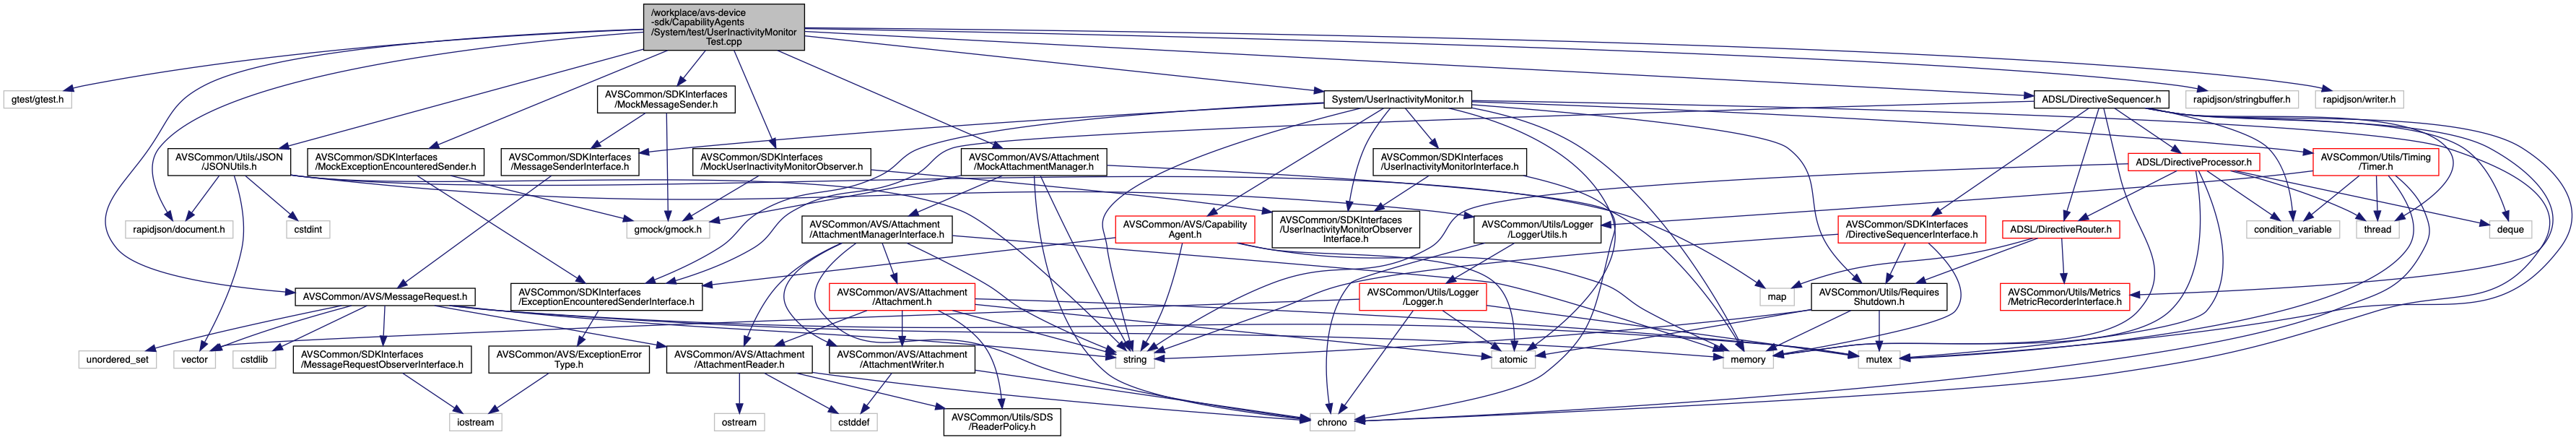 /workplace/avs-device
-sdk/CapabilityAgents
/System/test/UserInactivityMonitor
Test.cpp
gtest/gtest.h
AVSCommon/SDKInterfaces
/MockMessageSender.h
System/UserInactivityMonitor.h
ADSL/DirectiveSequencer.h
rapidjson/stringbuffer.h
rapidjson/writer.h
AVSCommon/Utils/JSON
/JSONUtils.h
AVSCommon/SDKInterfaces
/MockExceptionEncounteredSender.h
AVSCommon/SDKInterfaces
/MessageSenderInterface.h
AVSCommon/SDKInterfaces
/MockUserInactivityMonitorObserver.h
AVSCommon/AVS/Attachment
/MockAttachmentManager.h
AVSCommon/SDKInterfaces
/UserInactivityMonitorInterface.h
ADSL/DirectiveProcessor.h
AVSCommon/Utils/Timing
/Timer.h
rapidjson/document.h
cstdint
gmock/gmock.h
AVSCommon/AVS/Attachment
/AttachmentManagerInterface.h
AVSCommon/AVS/Capability
Agent.h
AVSCommon/SDKInterfaces
/UserInactivityMonitorObserver
Interface.h
AVSCommon/Utils/Logger
/LoggerUtils.h
AVSCommon/SDKInterfaces
/DirectiveSequencerInterface.h
ADSL/DirectiveRouter.h
condition_variable
thread
deque
AVSCommon/AVS/MessageRequest.h
AVSCommon/SDKInterfaces
/ExceptionEncounteredSenderInterface.h
AVSCommon/AVS/Attachment
/Attachment.h
AVSCommon/Utils/Logger
/Logger.h
map
AVSCommon/Utils/Requires
Shutdown.h
AVSCommon/Utils/Metrics
/MetricRecorderInterface.h
unordered_set
vector
cstdlib
AVSCommon/SDKInterfaces
/MessageRequestObserverInterface.h
AVSCommon/AVS/ExceptionError
Type.h
AVSCommon/AVS/Attachment
/AttachmentReader.h
AVSCommon/AVS/Attachment
/AttachmentWriter.h
string
atomic
memory
mutex
iostream
ostream
cstddef
AVSCommon/Utils/SDS
/ReaderPolicy.h
chrono